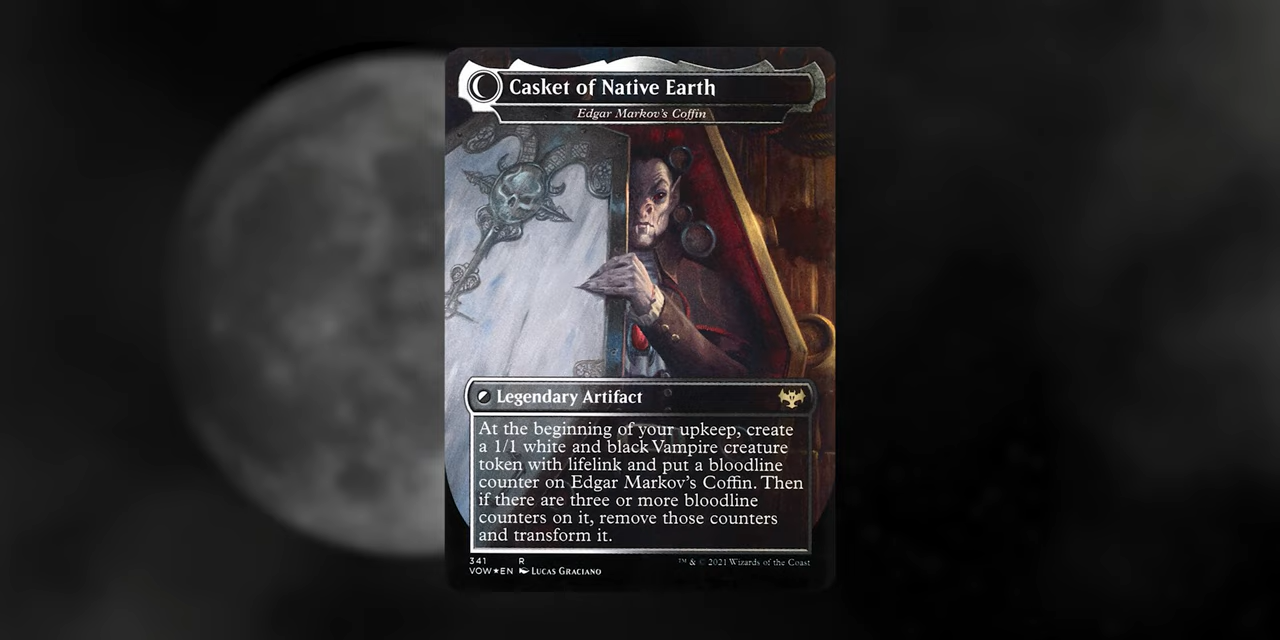 Casket of Native Earth
Edgar Markov's Coffin
Legendary Artifact
At the beginning of your upkeep, create
a 1/1 white and black Vampire creature
token with lifelink and put a bloodline
counter on Edgar Markov's Coffin. Then
if there are three or more bloodline
counters on it, remove those counters
and transform it.
341 R
VOW★EN Lucas Graciano
™ & © 2021 Wizards of the Coast